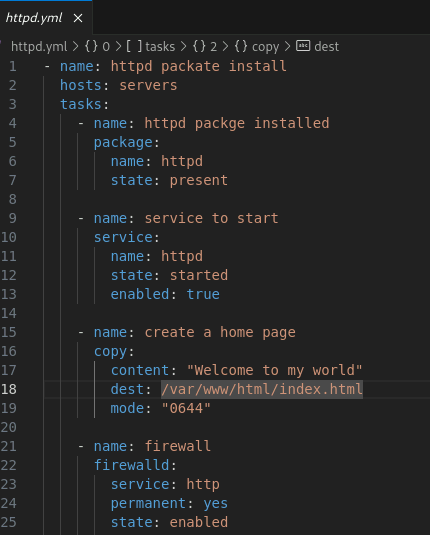 httpd.yml ×
httpd.yml > {} 0 > [ ] tasks > {} 2 > {} copy > abc dest
1 - name: httpd packate install
2 hosts: servers
3 tasks:
4 - name: httpd packge installed
5 package:
6 name: httpd
7 state: present
8
9 - name: service to start
10 service:
11 name: httpd
12 state: started
13 enabled: true
14
15 - name: create a home page
16 copy:
17 content: "Welcome to my world"
18 dest: /var/www/html/index.html
19 mode: "0644"
20
21 - name: firewall
22 firewalld:
23 service: http
24 permanent: yes
25 state: enabled